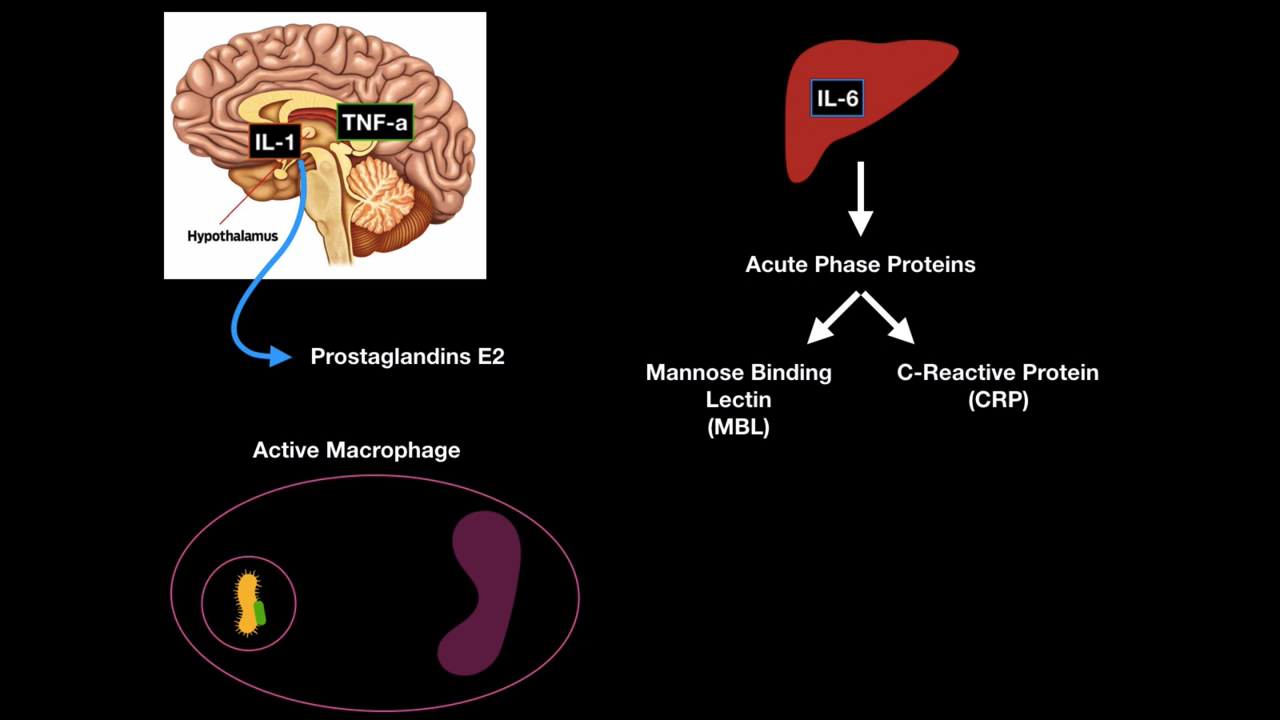 IL-1
TNF-a
Hypothalamus
Prostaglandins E2
Active Macrophage
IL-6
Acute Phase Proteins
Mannose Binding
Lectin
(MBL)
C-Reactive Protein
(CRP)